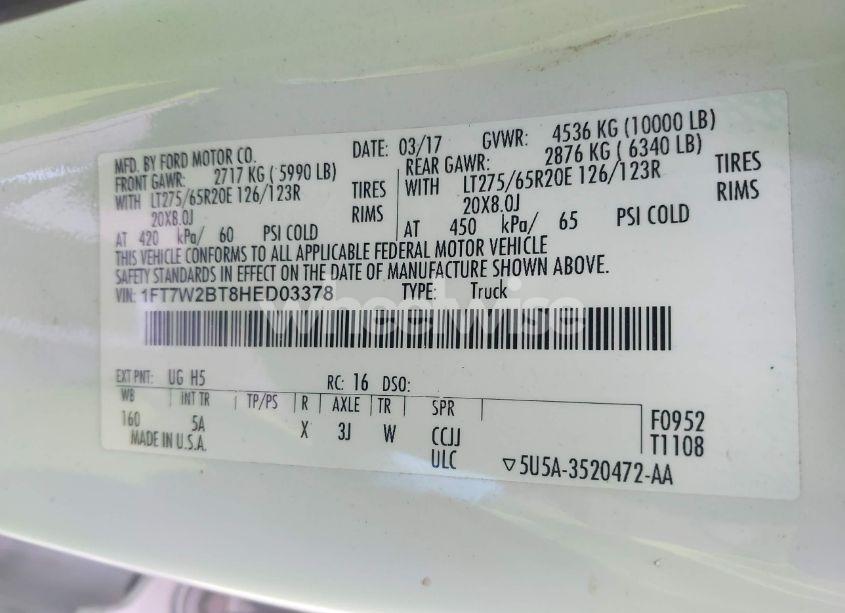 MFD. BY FORD MOTOR CO. DATE: 03/17 GVWR: 4536 KG (10000 LB)
FRONT GAWR: 2717 KG ( 5990 LB) REAR GAWR: 2876 KG ( 6340 LB)
WITH LT275/65R20E 126/123R TIRES WITH LT275/65R20E 126/123R TIRES
20X8.0J RIMS 20X8.0J RIMS
AT 420 kPa/ 60 PSI COLD AT 450 kPa/ 65 PSI COLD
THIS VEHICLE CONFORMS TO ALL APPLICABLE FEDERAL MOTOR VEHICLE
SAFETY STANDARDS IN EFFECT ON THE DATE OF MANUFACTURE SHOWN ABOVE.
VIN: 1FT7W2BT8HED03378 TYPE: Truck
wheelwise
EXT PNT: UG H5 RC: 16 DSO:
WB INT TR TP/PS R AXLE TR SPR
160 5A X 3J W CCJJ F0952
MADE IN U.S.A. ULC T1108
▽5U5A-3520472-AA